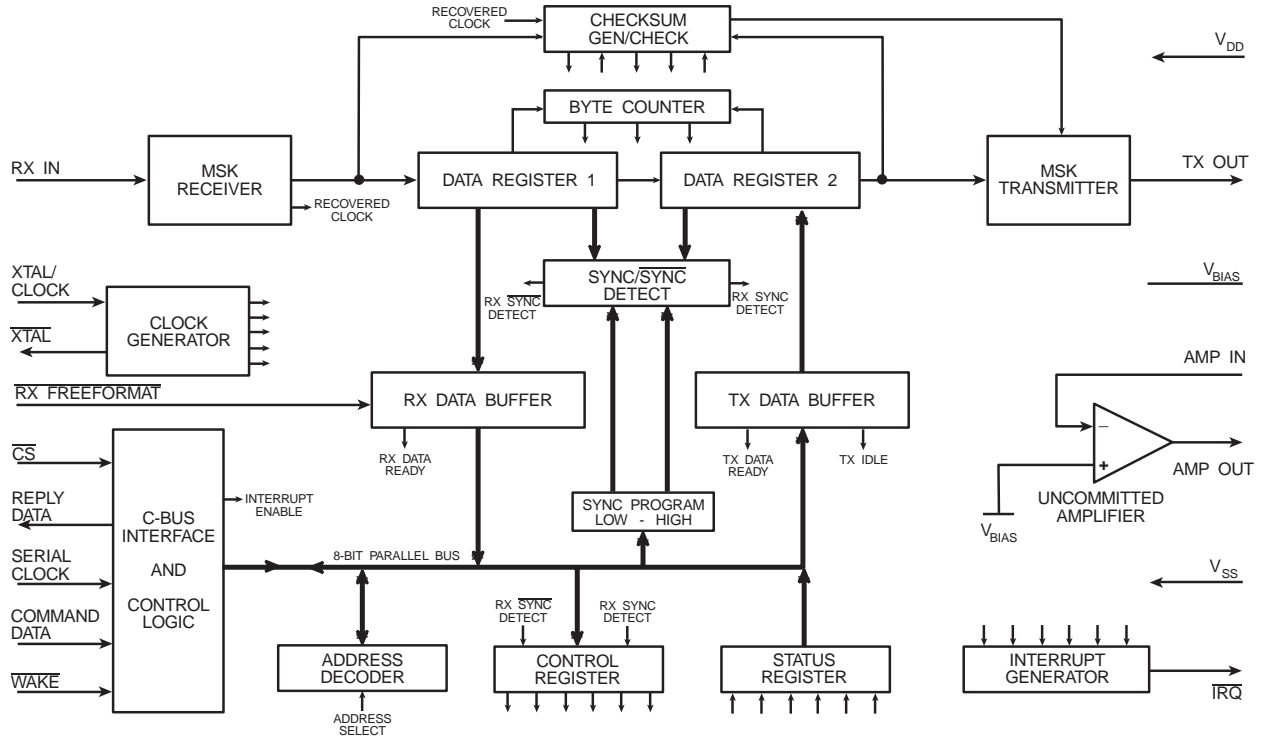 RECOVERED
CLOCK
CHECKSUM
GEN/CHECK
VDD
BYTE COUNTER
RX IN
MSK
RECEIVER
DATA REGISTER 1
DATA REGISTER 2
MSK
TRANSMITTER
TX OUT
RECOVERED
CLOCK
XTAL/
CLOCK
SYNC/SYNC
DETECT
RX SYNC
DETECT
RX SYNC
DETECT
VBIAS
CLOCK
GENERATOR
XTAL
AMP IN
RX FREEFORMAT
RX DATA BUFFER
TX DATA BUFFER
−
+
AMP OUT
RX DATA
READY
TX DATA
READY
TX IDLE
UNCOMMITTED
AMPLIFIER
VBIAS
CS
REPLY
DATA
SERIAL
CLOCK
COMMAND
DATA
WAKE
C-BUS
INTERFACE
AND
CONTROL
LOGIC
INTERRUPT
ENABLE
SYNC PROGRAM
LOW - HIGH
8-BIT PARALLEL BUS
VSS
RX SYNC
DETECT
RX SYNC
DETECT
ADDRESS
DECODER
CONTROL
REGISTER
STATUS
REGISTER
INTERRUPT
GENERATOR
IRQ
ADDRESS
SELECT